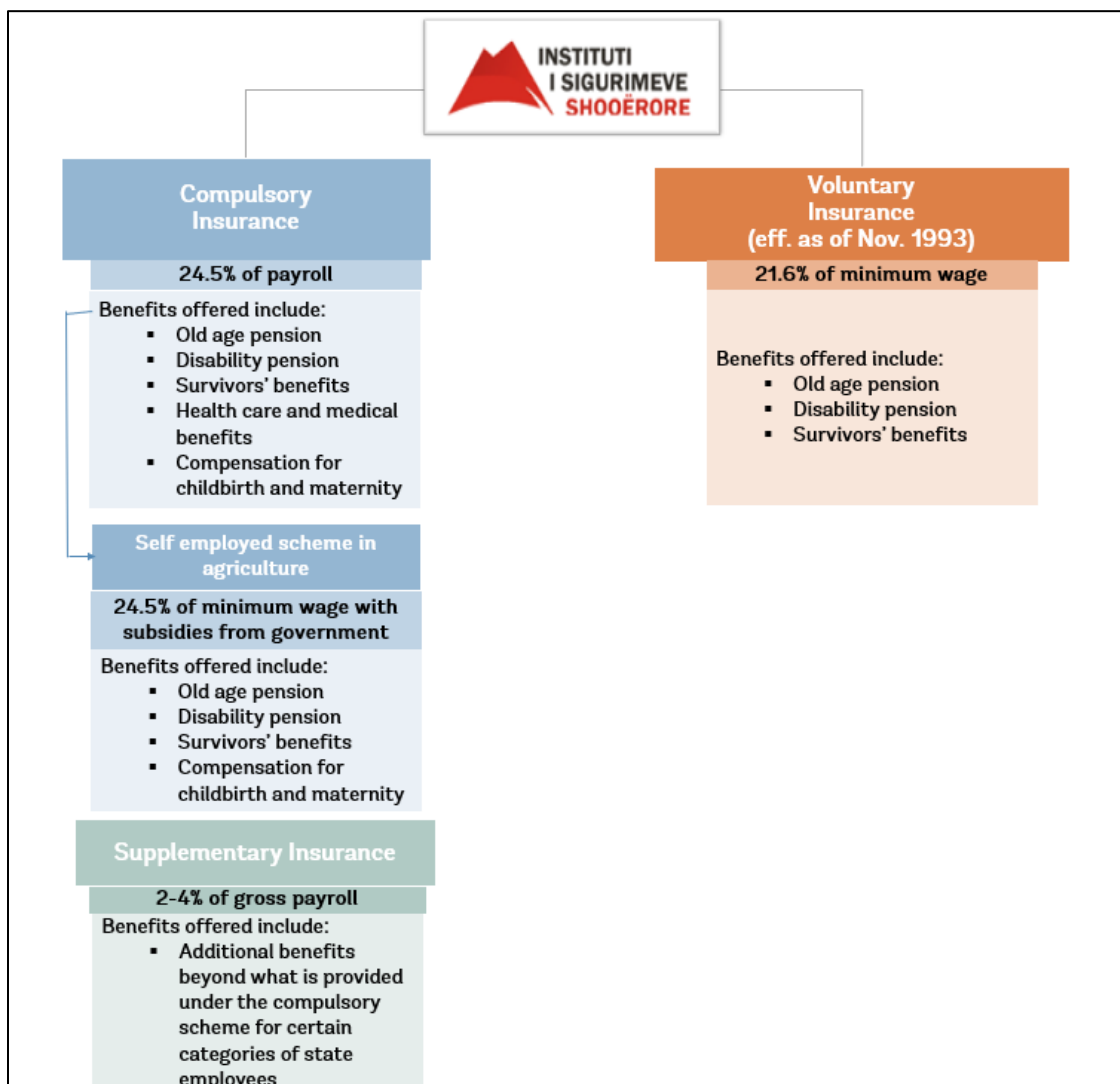 INSTITUTI
I SIGURIMEVE
SHOOËRORE
Compulsory
Insurance
24.5% of payroll
Benefits offered include:
▪ Old age pension
▪ Disability pension
▪ Survivors' benefits
▪ Health care and medical
benefits
▪ Compensation for
childbirth and maternity
Self employed scheme in
agriculture
24.5% of minimum wage with
subsidies from government
Benefits offered include:
▪ Old age pension
▪ Disability pension
▪ Survivors' benefits
▪ Compensation for
childbirth and maternity
Supplementary Insurance
2-4% of gross payroll
Benefits offered include:
▪ Additional benefits
beyond what is provided
under the compulsory
scheme for certain
categories of state
employees
Voluntary
Insurance
(eff. as of Nov. 1993)
21.6% of minimum wage
Benefits offered include:
▪ Old age pension
▪ Disability pension
▪ Survivors' benefits